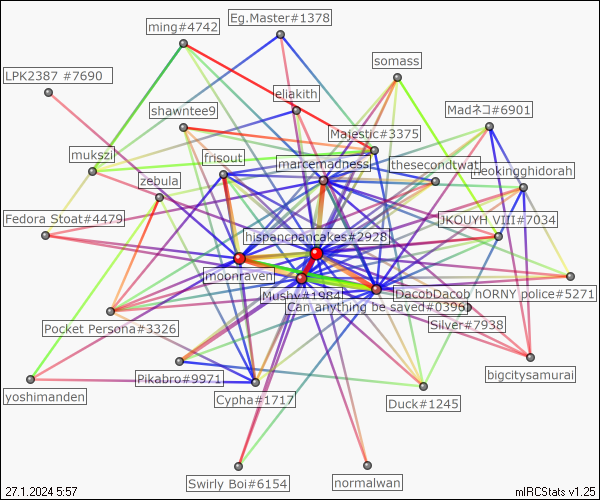 Eg.Master#1378
ming#4742
somass
LPK2387 #7690
eliakith
Madネコ#6901
shawntee9
Majestic#3375
mukszi
frisout
marcemadness
thesecondtwat
neokingghidorah
zebula
Fedora Stoat#4479
JKOUYH VIII#7034
hispancpancakes#2928
moonraven
Mushy#1984
DacobDacob hORNY police#5271
Can anything be saved#0396
Pocket Persona#3326
Silver#7938
Pikabro#9971
bigcitysamurai
yoshimanden
Cypha#1717
Duck#1245
Swirly Boi#6154
normalwan
27.1.2024 5:57
mIRCStats v1.25